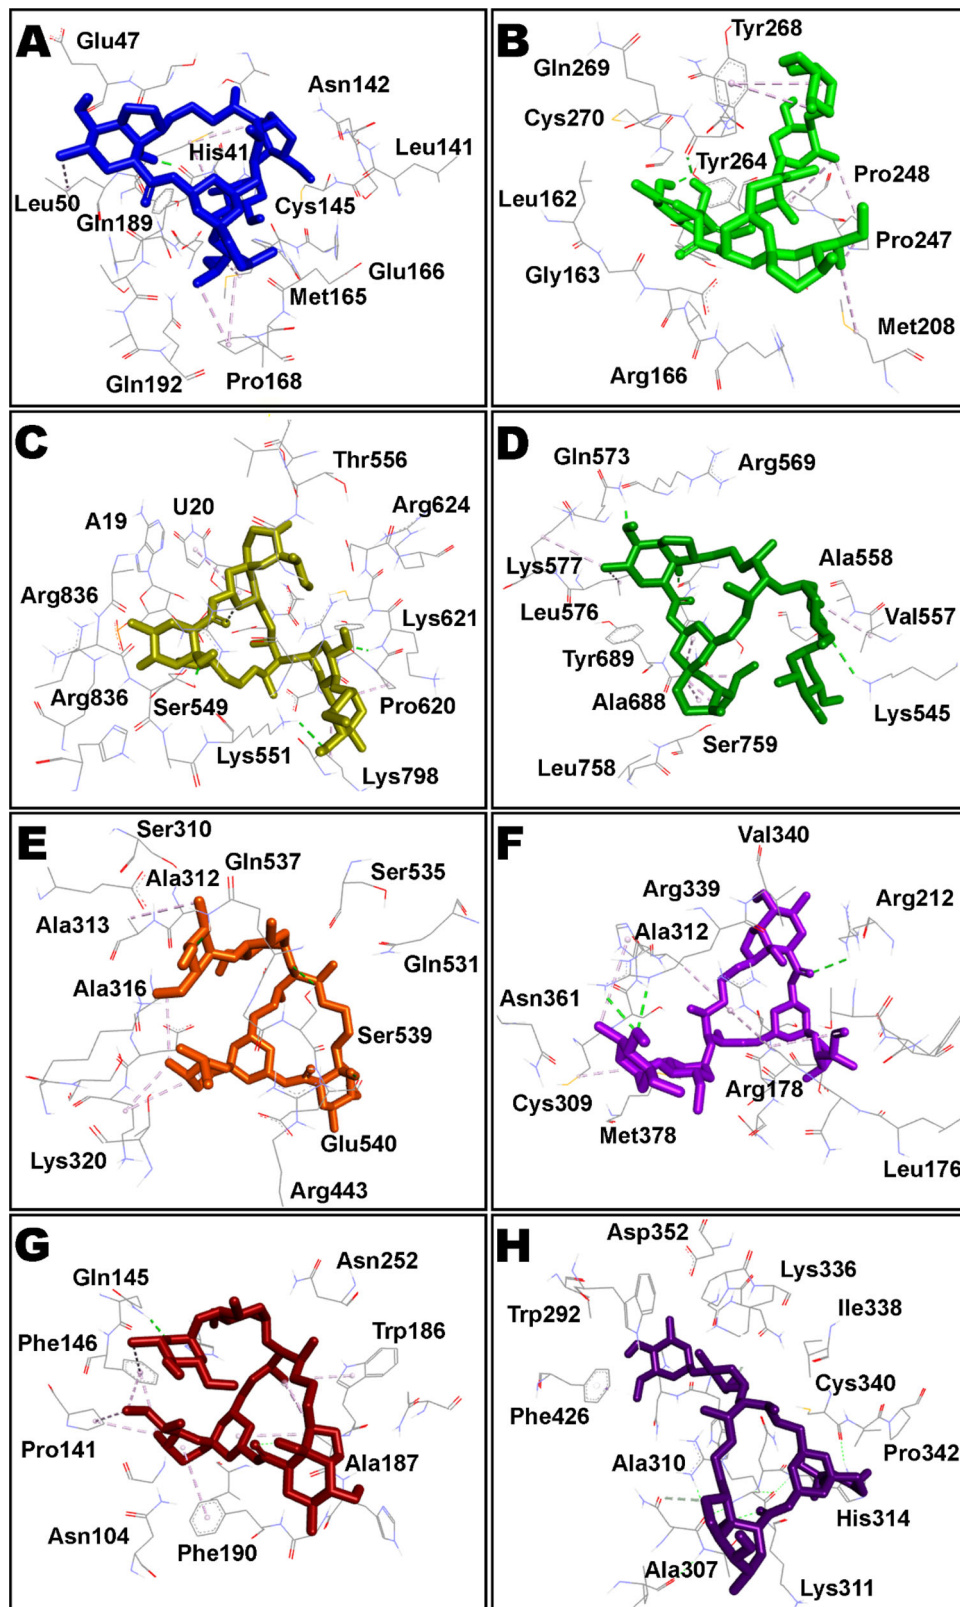 A
Glu47
Asn142
His41
Leu141
Leu50
Gln189
Cys145
Glu166
Met165
Gln192
Pro168
B
Tyr268
Gln269
Cys270
Tyr264
Leu162
Pro248
Pro247
Gly163
Met208
Arg166
C
Thr556
U20
Arg624
A19
Arg836
Lys621
Arg836
Ser549
Pro620
Lys551
Lys798
D
Gln573
Arg569
Lys577
Ala558
Leu576
Val557
Tyr689
Ala688
Lys545
Ser759
Leu758
E
Ser310
Gln537
Ser535
Ala312
Ala313
Gln531
Ala316
Ser539
Glu540
Lys320
Arg443
F
Val340
Arg339
Arg212
Ala312
Asn361
Arg178
Cys309
Met378
Leu176
G
Asn252
Gln145
Phe146
Trp186
Pro141
Ala187
Asn104
Phe190
H
Asp352
Lys336
Trp292
Ile338
Cys340
Phe426
Pro342
Ala310
His314
Ala307
Lys311